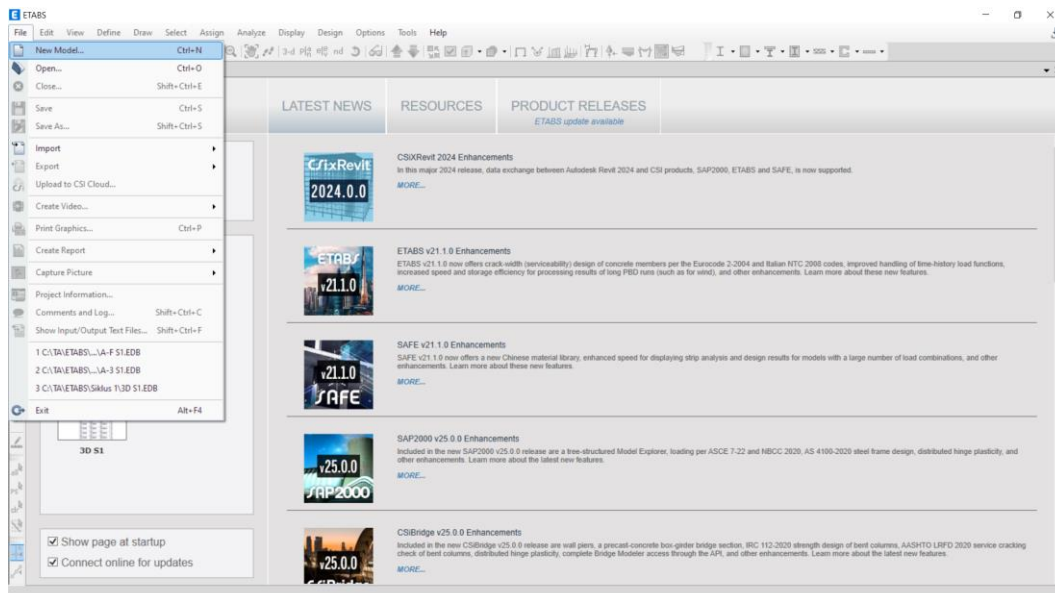 ETABS
File Edit View Define Draw Select Assign Analyze Display Design Options Tools Help
New Model... Ctrl+N
Open... Ctrl+O
Close... Shift+Ctrl+E
Save Ctrl+S
Save As... Shift+Ctrl+S
Import
Export
Upload to CSI Cloud...
Create Video...
Print Graphics... Ctrl+P
Create Report
Capture Picture
Project Information...
Comments and Log... Shift+Ctrl+C
Show Input/Output Text Files... Shift+Ctrl+F
1 C:\TA\ETABS\...\A-F S1.EDB
2 C:\TA\ETABS\...\A-3 S1.EDB
3 C:\TA\ETABS\Siklus 1\3D S1.EDB
Exit Alt+F4
3D S1
Show page at startup
Connect online for updates
3-d
nd
LATEST NEWS
RESOURCES
PRODUCT RELEASES
ETABS update available
CSiXRevit
2024.0.0
CSiXRevit 2024 Enhancements
In this major 2024 release, data exchange between Autodesk Revit 2024 and CSI products, SAP2000, ETABS and SAFE, is now supported.
MORE...
ETABS
v21.1.0
ETABS v21.1.0 Enhancements
ETABS v21.1.0 now offers crack-width (serviceability) design of concrete members per the Eurocode 2-2004 and Italian NTC 2008 codes, improved handling of time-history load functions,
increased speed and storage efficiency for processing results of long PBD runs (such as for wind), and other enhancements. Learn more about these new features.
MORE...
v21.1.0
SAFE
SAFE v21.1.0 Enhancements
SAFE v21.1.0 now offers a new Chinese material library, enhanced speed for displaying strip analysis and design results for models with a large number of load combinations, and other
enhancements. Learn more about these new features.
MORE...
v25.0.0
SAP2000
SAP2000 v25.0.0 Enhancements
Included in the new SAP2000 v25.0.0 release are a tree-structured Model Explorer, loading per ASCE 7-22 and NBCC 2020, AS 4100-2020 steel frame design, distributed hinge plasticity, and
other enhancements. Learn more about the latest new features.
MORE...
v25.0.0
CSiBridge v25.0.0 Enhancements
Included in the new CSiBridge v25.0.0 release are wall piers, a precast-concrete box-girder bridge section, IRC 112-2020 strength design of bent columns, AASHTO LRFD 2020 service cracking
check of bent columns, distributed hinge plasticity, complete Bridge Modeler access through the API, and other enhancements. Learn more about the latest new features.
MORE...